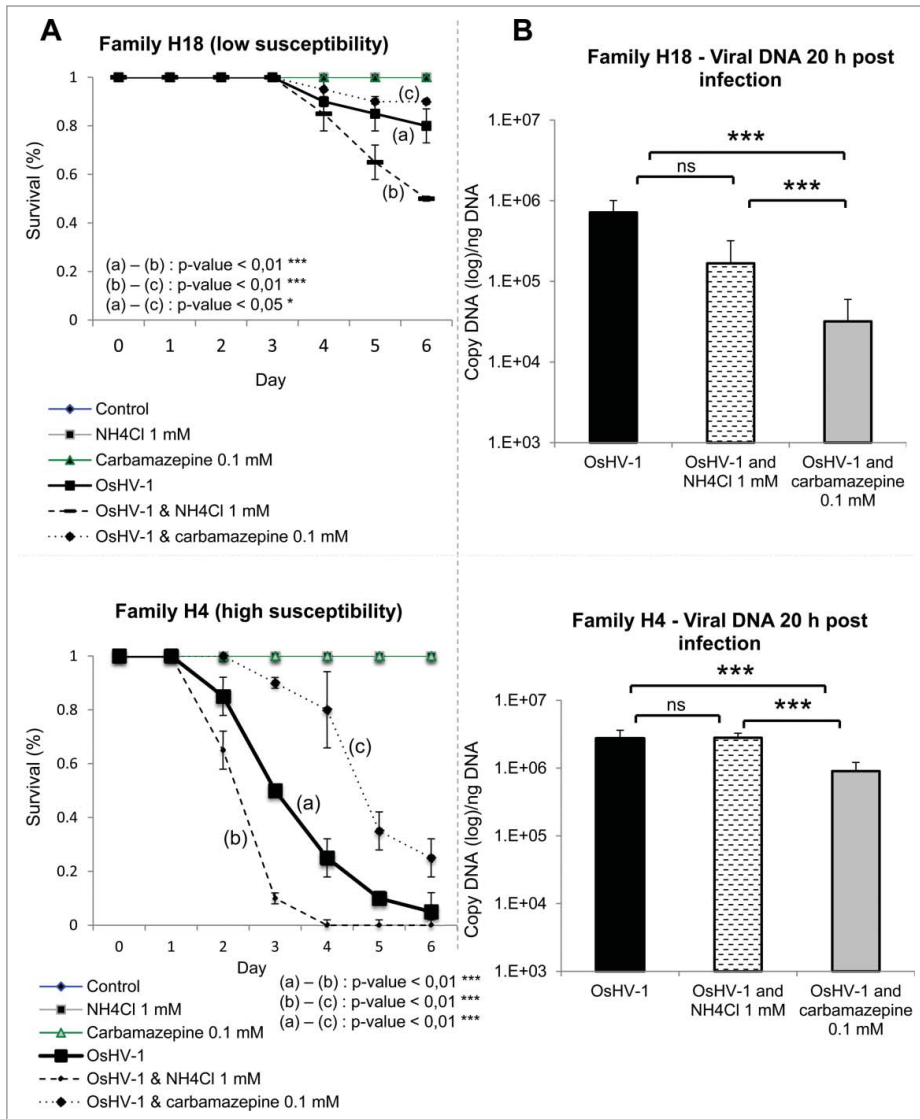 A
Family H18 (low susceptibility)
Survival (%)
1
0.8
0.6
0.4
0.2
0
(c)
(a)
(b)
(a) – (b) : p-value < 0,01 ***
(b) – (c) : p-value < 0,01 ***
(a) – (c) : p-value < 0,05 *
0 1 2 3 4 5 6
Day
Control
NH4Cl 1 mM
Carbamazepine 0.1 mM
OsHV-1
OsHV-1 & NH4Cl 1 mM
OsHV-1 & carbamazepine 0.1 mM
B
Family H18 - Viral DNA 20 h post
infection
Copy DNA (log)/ng DNA
1.E+07
1.E+06
1.E+05
1.E+04
1.E+03
***
ns
***
OsHV-1
OsHV-1 and
NH4Cl 1 mM
OsHV-1 and
carbamazepine
0.1 mM
Family H4 (high susceptibility)
Survival (%)
1
0.8
0.6
0.4
0.2
0
(c)
(a)
(b)
0 1 2 3 4 5 6
Day
(a) – (b) : p-value < 0,01 ***
(b) – (c) : p-value < 0,01 ***
(a) – (c) : p-value < 0,01 ***
Control
NH4Cl 1 mM
Carbamazepine 0.1 mM
OsHV-1
OsHV-1 & NH4Cl 1 mM
OsHV-1 & carbamazepine 0.1 mM
Family H4 - Viral DNA 20 h post
infection
Copy DNA (log)/ng DNA
1.E+07
1.E+06
1.E+05
1.E+04
1.E+03
***
ns
***
OsHV-1
OsHV-1 and
NH4Cl 1 mM
OsHV-1 and
carbamazepine
0.1 mM